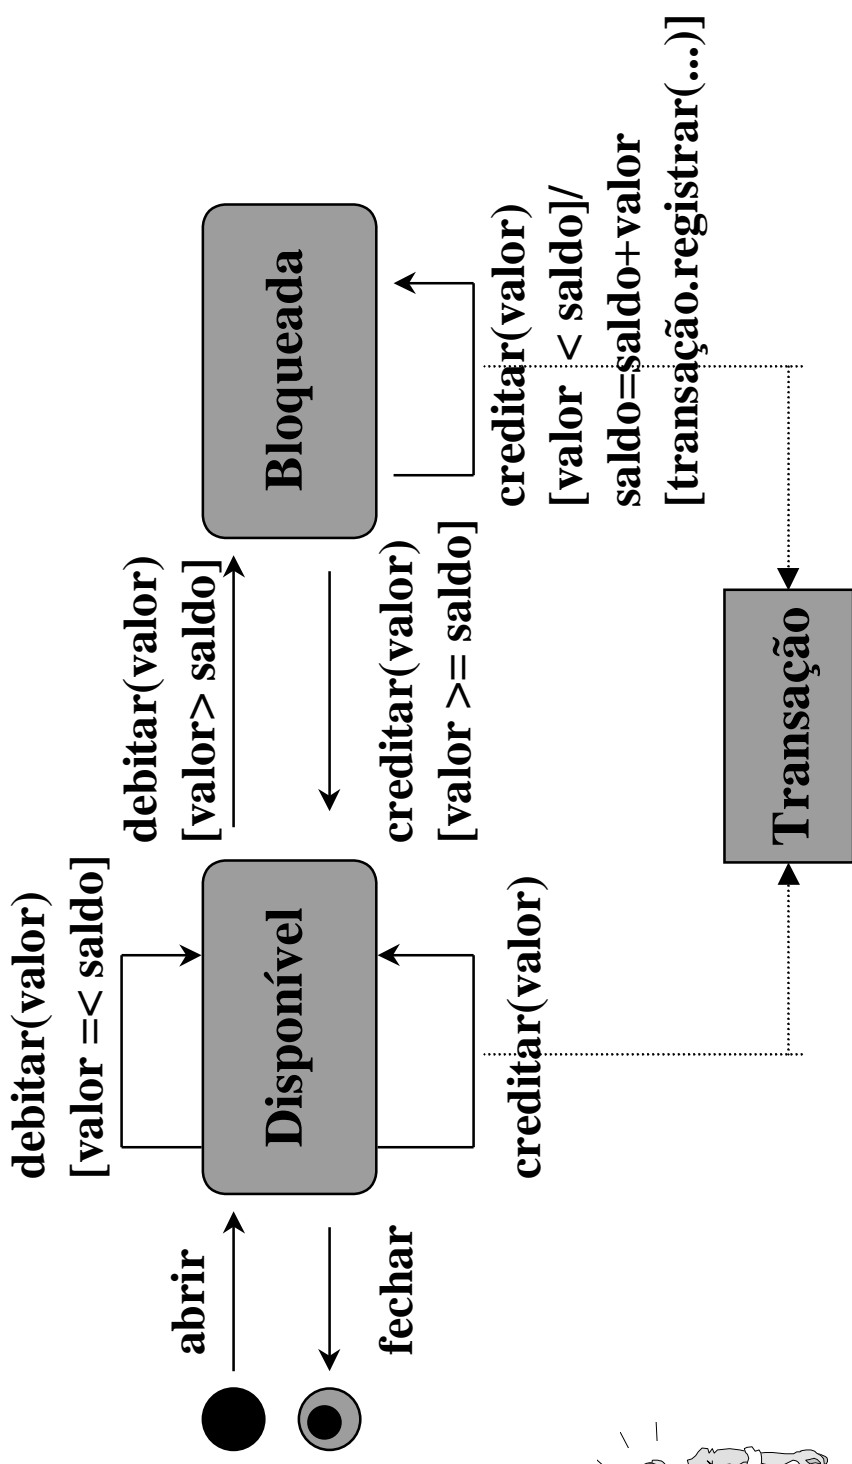 abrir
fechar
debitar(valor)
[valor =< saldo]
Disponível
creditar(valor)
debitar(valor)
[valor> saldo]
creditar(valor)
[valor >= saldo]
Bloqueada
creditar(valor)
[valor < saldo]/
saldo=saldo+valor
[transação.registrar(...)]
Transação